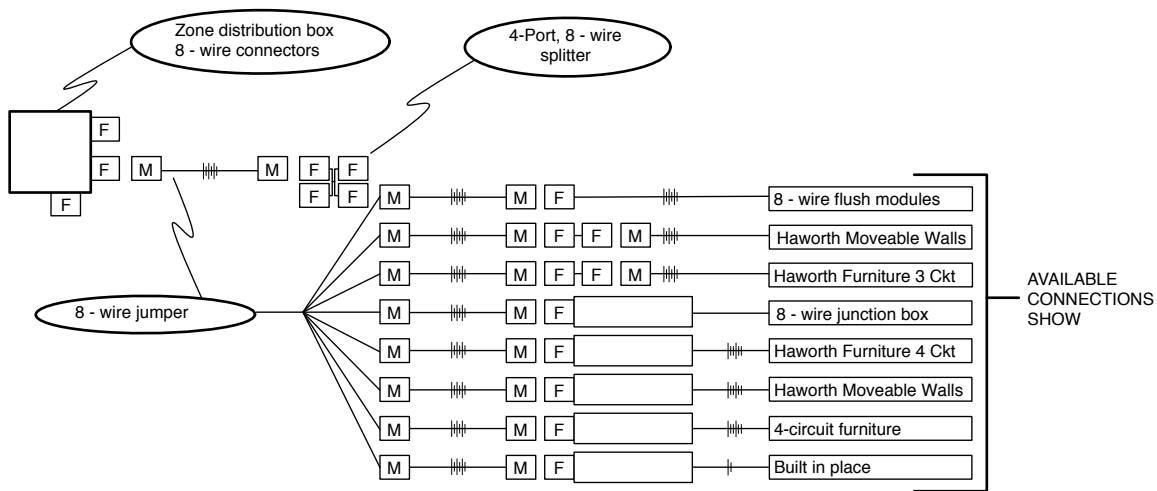 Zone distribution box
8 - wire connectors
4-Port, 8 - wire
splitter
F
F M M F F
F
F F
M M F 8 - wire flush modules
M M F F M Haworth Moveable Walls
M M F F M Haworth Furniture 3 Ckt
8 - wire jumper
M M F 8 - wire junction box
M M F Haworth Furniture 4 Ckt
M M F Haworth Moveable Walls
M M F 4-circuit furniture
M M F Built in place
AVAILABLE
CONNECTIONS
SHOW